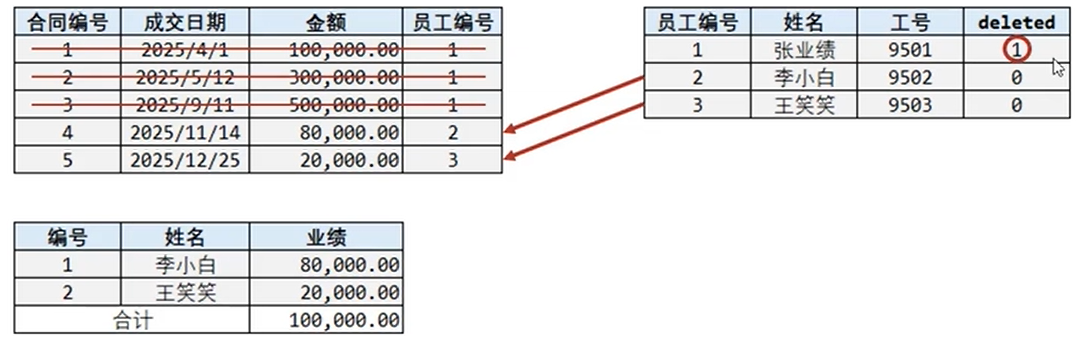 合同编号 成交日期 金额 员工编号
1 2025/4/1 100,000.00 1
2 2025/5/12 300,000.00 1
3 2025/9/11 500,000.00 1
4 2025/11/14 80,000.00 2
5 2025/12/25 20,000.00 3
员工编号 姓名 工号 deleted
1 张业绩 9501 1
2 李小白 9502 0
3 王笑笑 9503 0
编号 姓名 业绩
1 李小白 80,000.00
2 王笑笑 20,000.00
合计 100,000.00